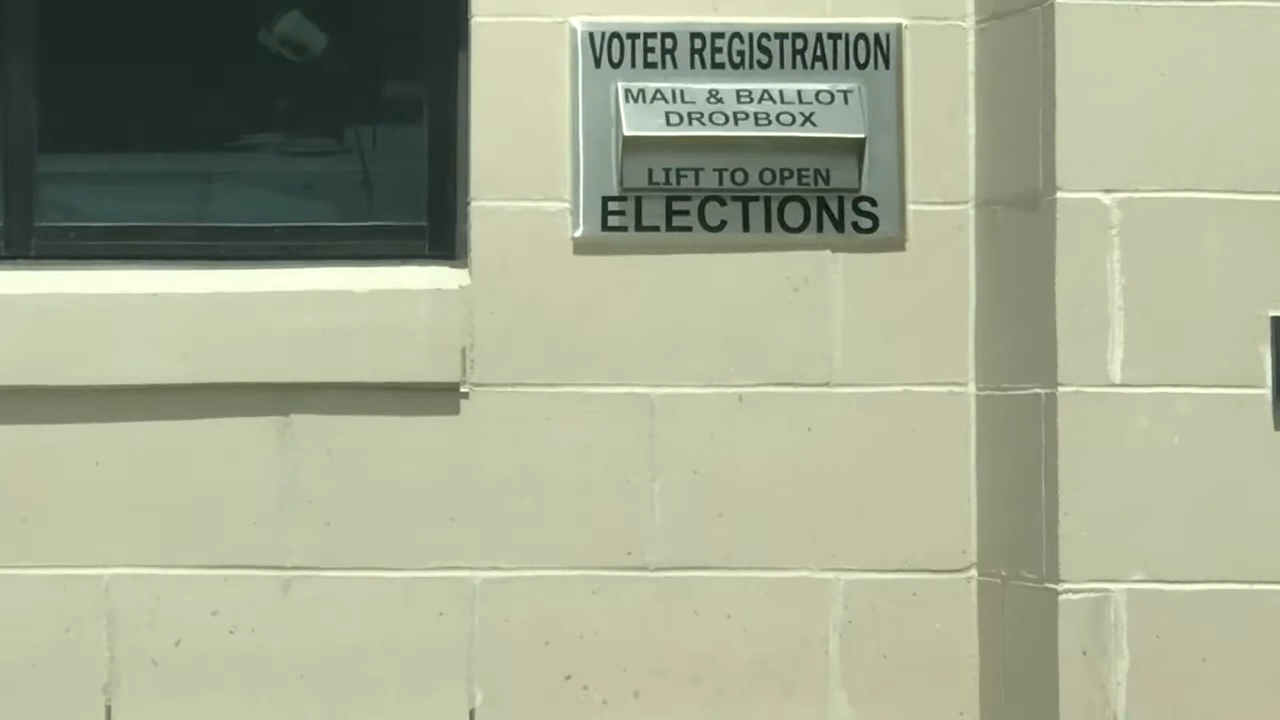 VOTER REGISTRATION
MAIL & BALLOT
DROPBOX
LIFT TO OPEN
ELECTIONS